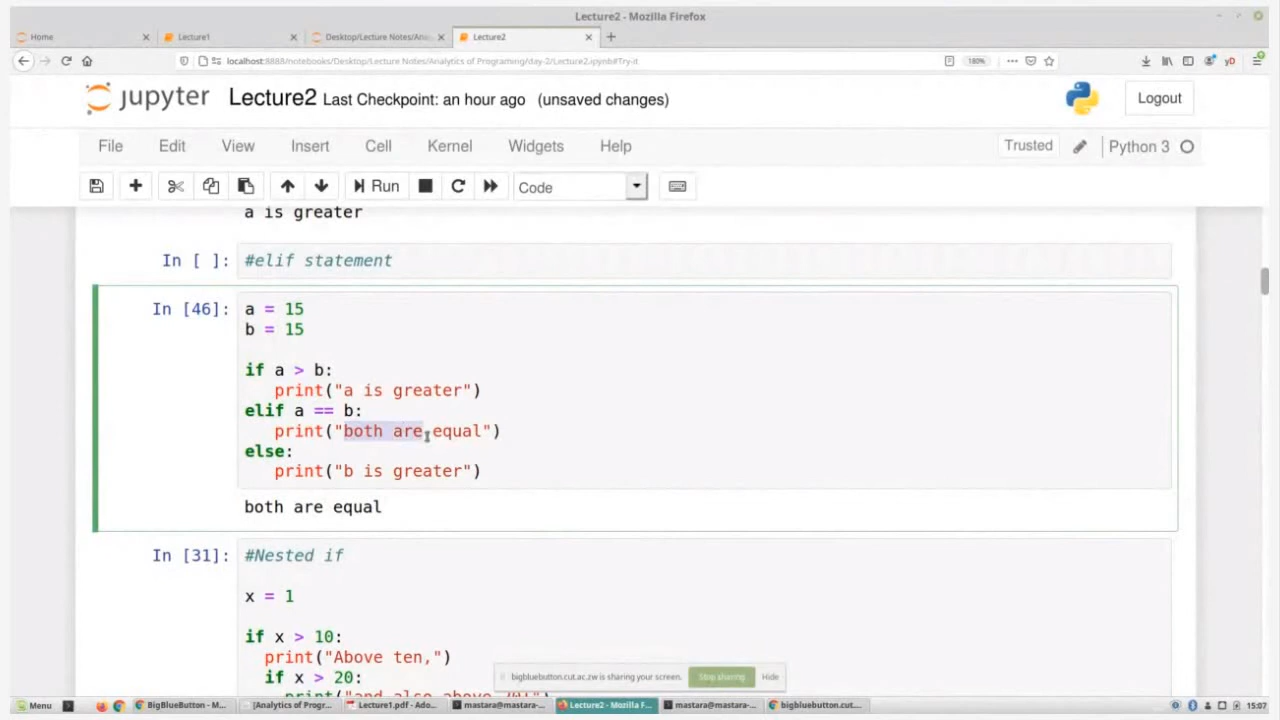 Lecture2 - Mozilla Firefox
Home
Lecture1
Desktop/Lecture Notes/Ana
Lecture2
localhost:8888/notebooks/Desktop/Lecture Notes/Analytics of Programing/day-2/Lecture2.ipynb#Try-it
180%
jupyter Lecture2 Last Checkpoint: an hour ago (unsaved changes)
Logout
File Edit View Insert Cell Kernel Widgets Help
Trusted
Python 3
Run
Code
a is greater
In [ ]: #elif statement
In [46]: a = 15
b = 15
if a > b:
print("a is greater")
elif a == b:
print("both are equal")
else:
print("b is greater")
both are equal
In [31]: #Nested if
x = 1
if x > 10:
print("Above ten,")
if x > 20:
print("and also above 20!")
bigbluebutton.cut.ac.zw is sharing your screen.
Stop sharing
Hide
Menu
BigBlueButton - M...
[Analytics of Progr...
Lecture1.pdf - Ado...
mastara@mastara-...
Lecture2 - Mozilla F...
mastara@mastara-...
bigbluebutton.cut....
15:07